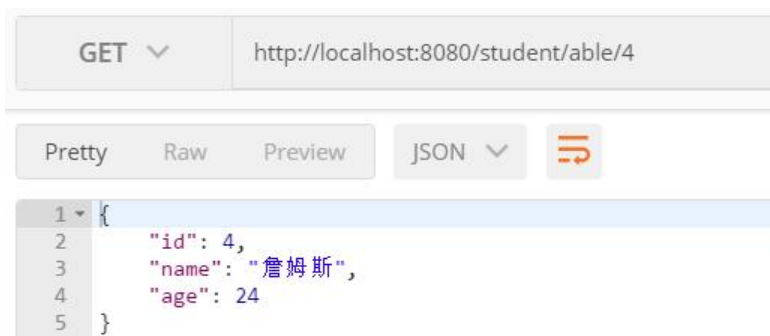 GET http://localhost:8080/student/able/4
Pretty Raw Preview JSON
1 {
2 "id": 4,
3 "name": "詹姆斯",
4 "age": 24
5 }